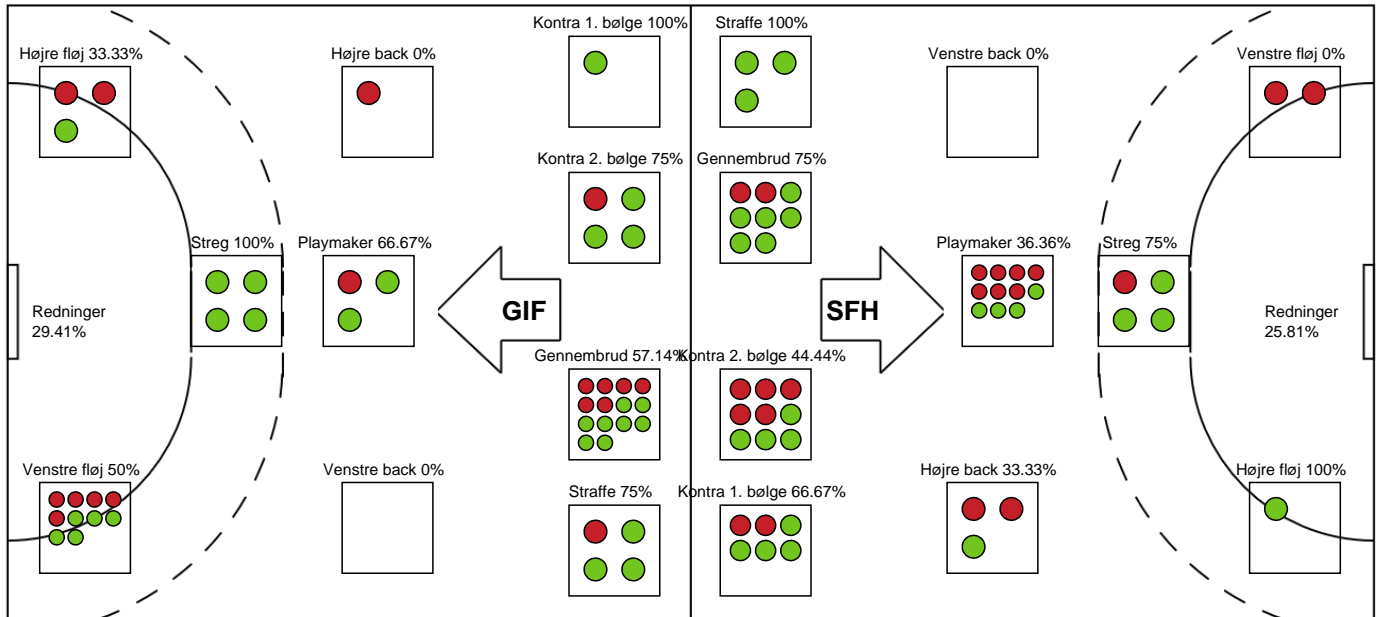 Kontra 1. bølge 100%
Straffe 100%
Højre fløj 33.33%
Højre back 0%
Venstre back 0%
Venstre fløj 0%
Kontra 2. bølge 75%
Gennembrud 75%
Streg 100%
Playmaker 66.67%
Playmaker 36.36%
Streg 75%
Redninger
29.41%
GIF
SFH
Redninger
25.81%
Gennembrud 57.14%
Kontra 2. bølge 44.44%
Venstre fløj 50%
Venstre back 0%
Højre back 33.33%
Højre fløj 100%
Straffe 75%
Kontra 1. bølge 66.67%